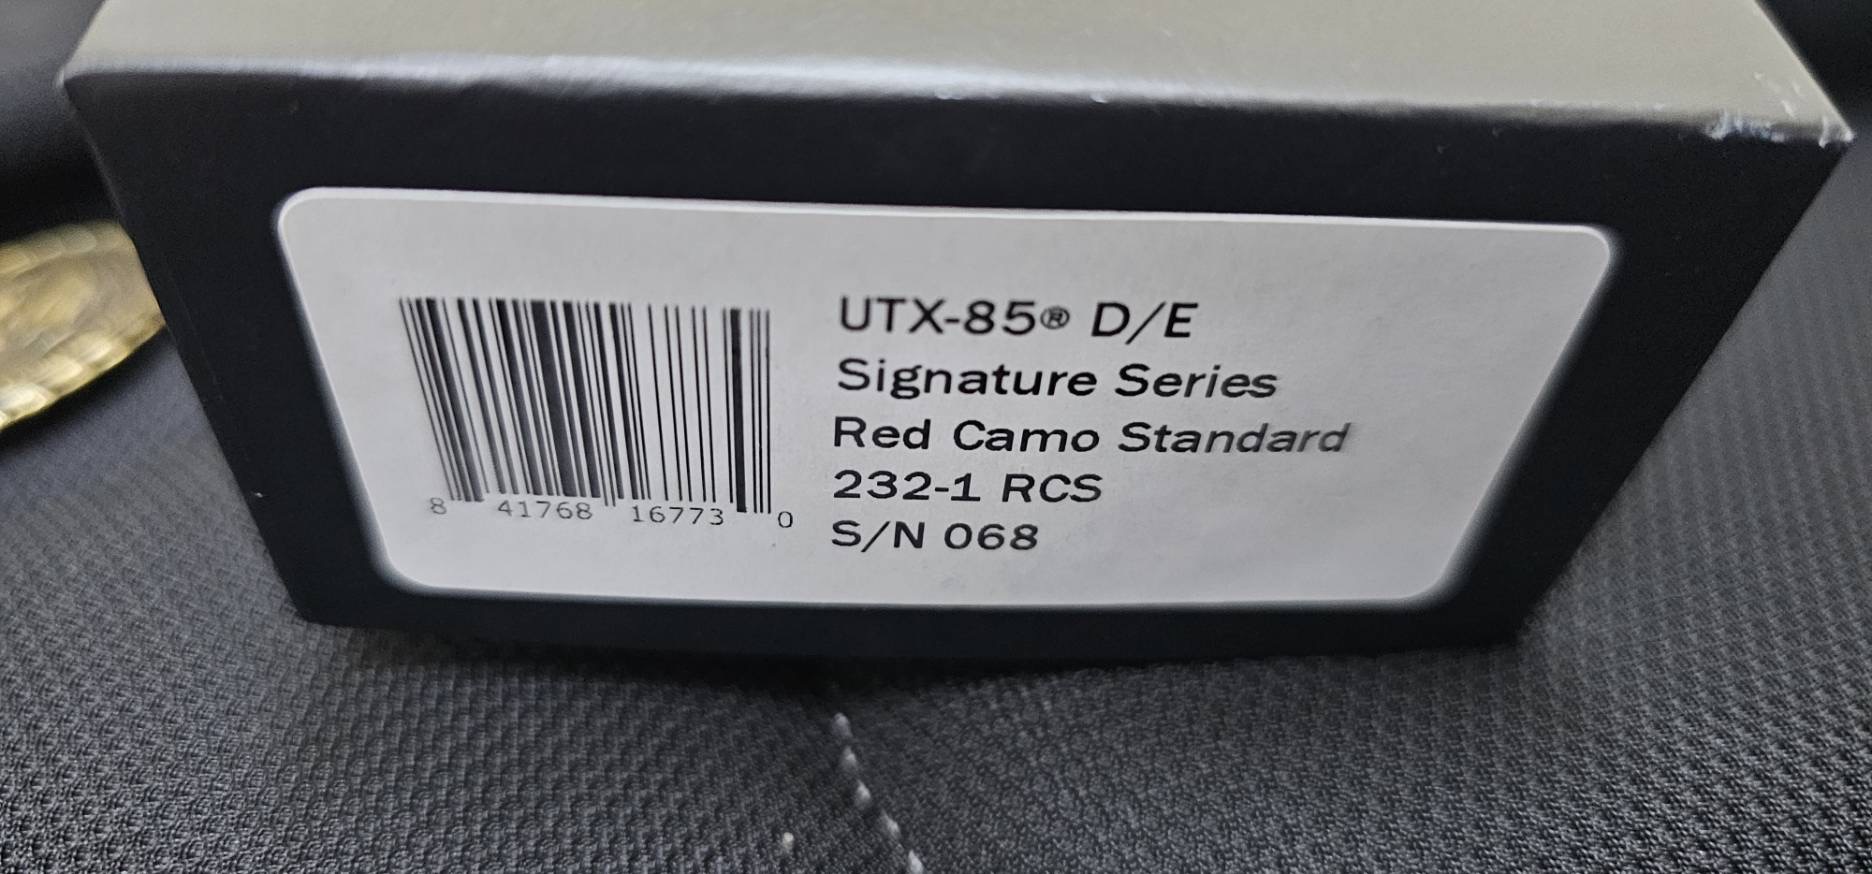 UTX-85® D/E
Signature Series
Red Camo Standard
232-1 RCS
S/N 068
8 41768 16773 0